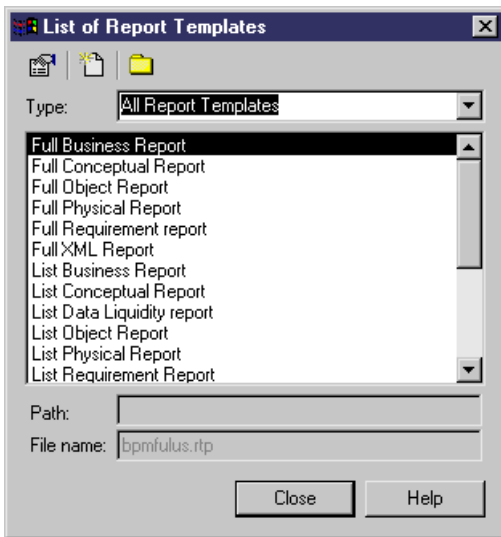 List of Report Templates
Type: All Report Templates
Full Business Report
Full Conceptual Report
Full Object Report
Full Physical Report
Full Requirement report
Full XML Report
List Business Report
List Conceptual Report
List Data Liquidity report
List Object Report
List Physical Report
List Requirement Report
Path:
File name: bpmfulus.rtp
Close Help